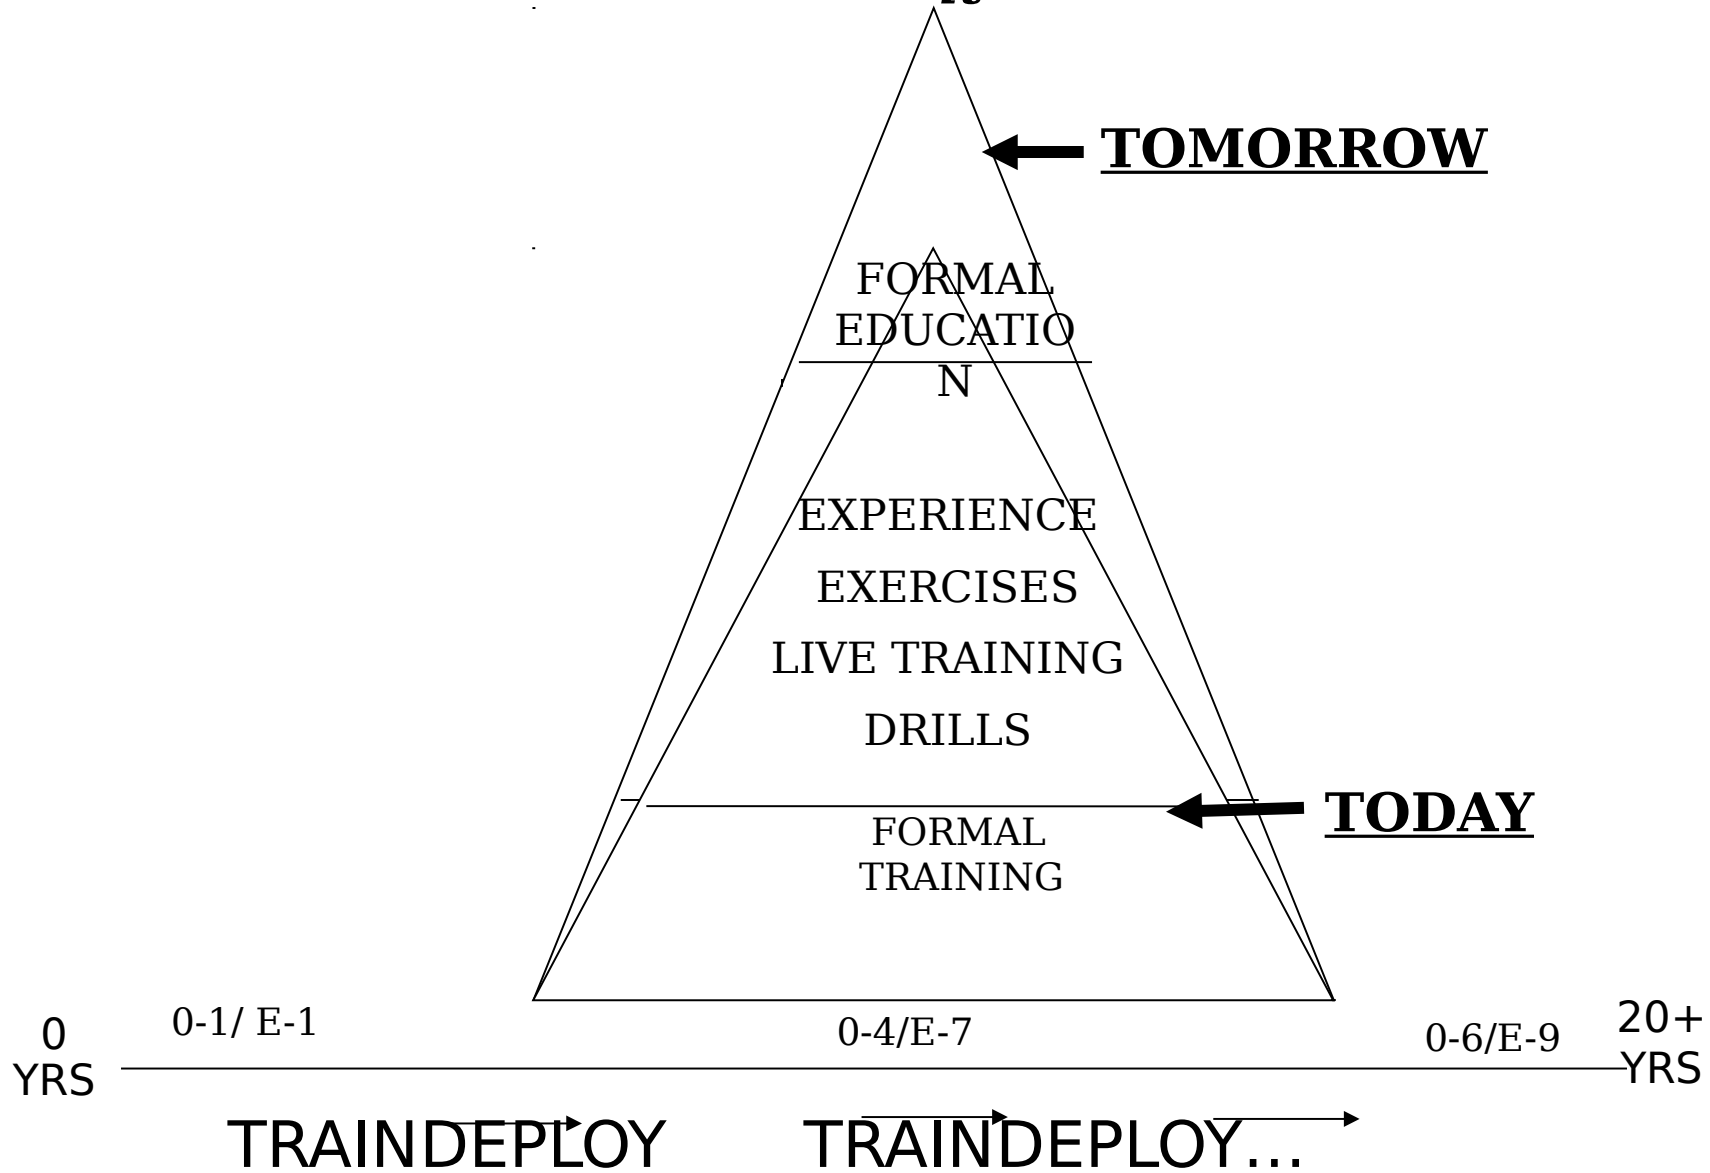 TOMORROW
FORMAL
EDUCATIO
N
EXPERIENCE
EXERCISES
LIVE TRAINING
DRILLS
TODAY
FORMAL
TRAINING
0-1/ E-1
0-4/E-7
0-6/E-9
0
YRS
20+
YRS
TRAINDEPLOY TRAINDEPLOY...